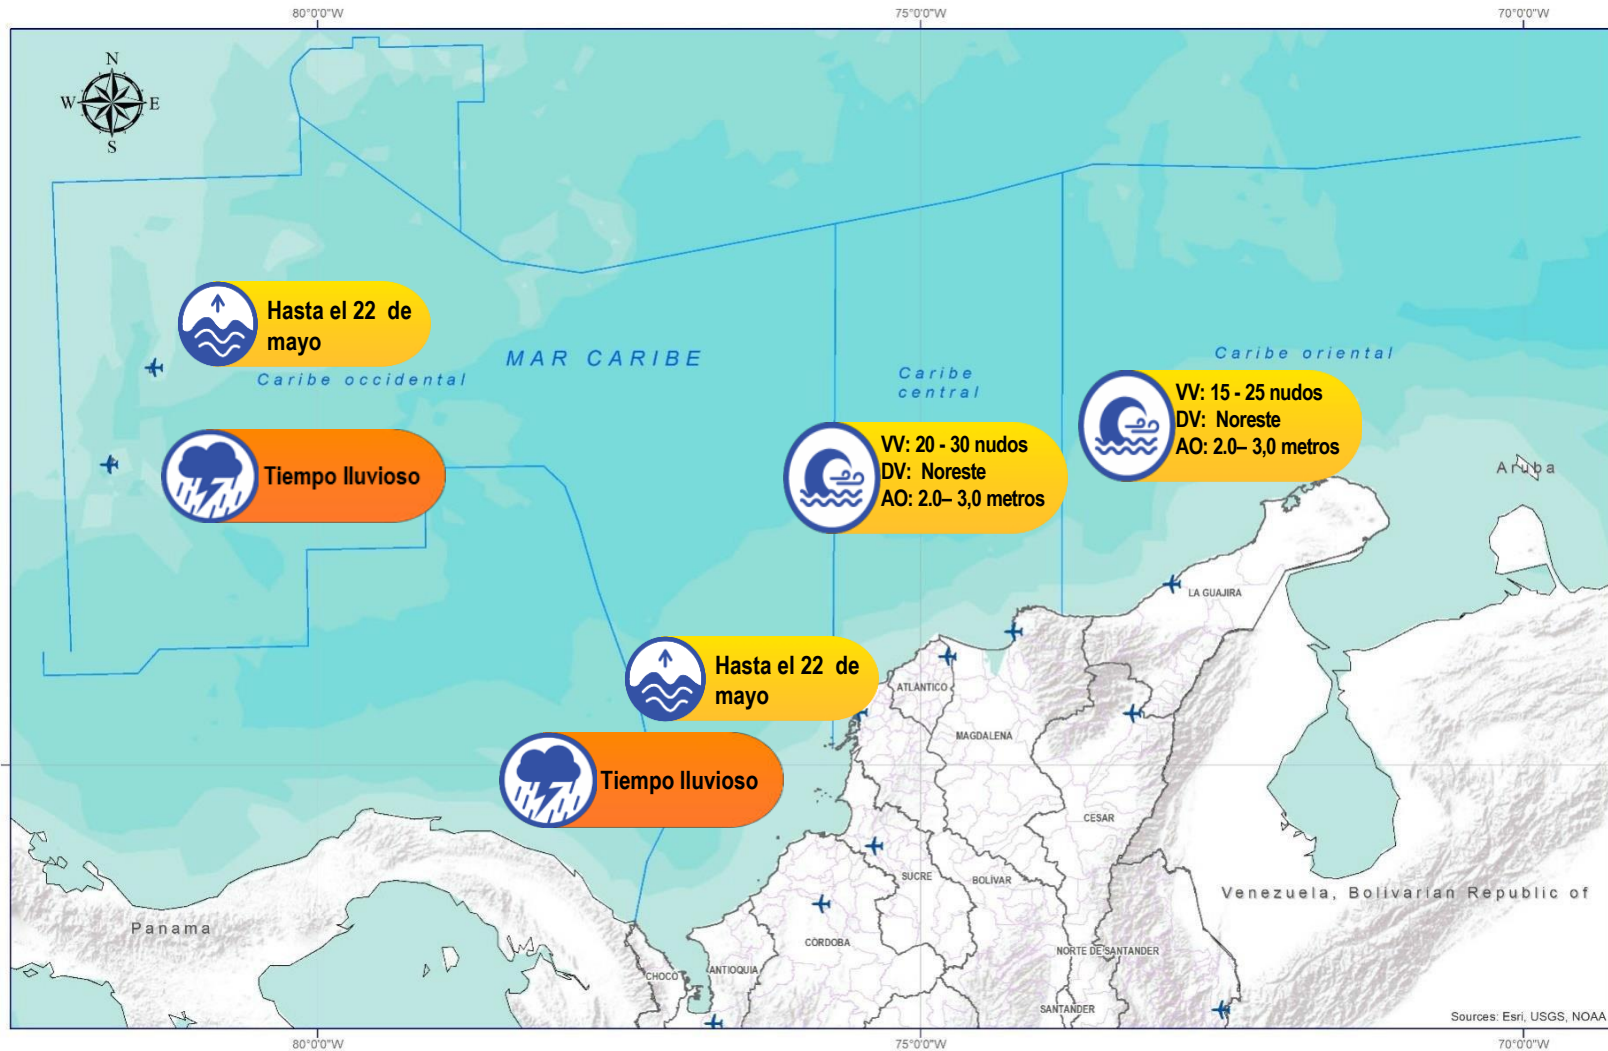 80°0'0"W
75°0'0"W
70°0'0"W
N
W
E
S
Hasta el 22 de
mayo
MAR CARIBE
Caribe occidental
Caribe
central
Caribe oriental
VV: 15 - 25 nudos
DV: Noreste
AO: 2.0– 3,0 metros
VV: 20 - 30 nudos
DV: Noreste
AO: 2.0– 3,0 metros
Tiempo lluvioso
Aruba
LA GUAJIRA
Hasta el 22 de
mayo
ATLÁNTICO
MAGDALENA
Tiempo lluvioso
CESAR
SUCRE
BOLÍVAR
Venezuela, Bolivarian Republic of
Panama
CÓRDOBA
NORTE DE SANTANDER
CHOCÓ
ANTIOQUIA
SANTANDER
Sources: Esri, USGS, NOAA
80°0'0"W
75°0'0"W
70°0'0"W